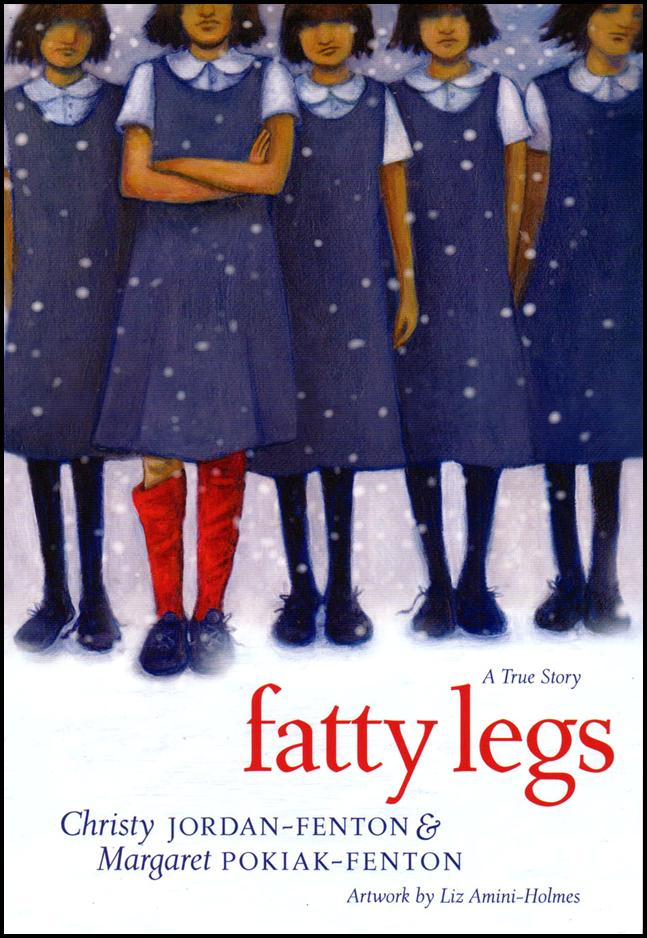 A True Story
fatty legs
Christy JORDAN-FENTON &
Margaret POKIAK-FENTON
Artwork by Liz Amini-Holmes